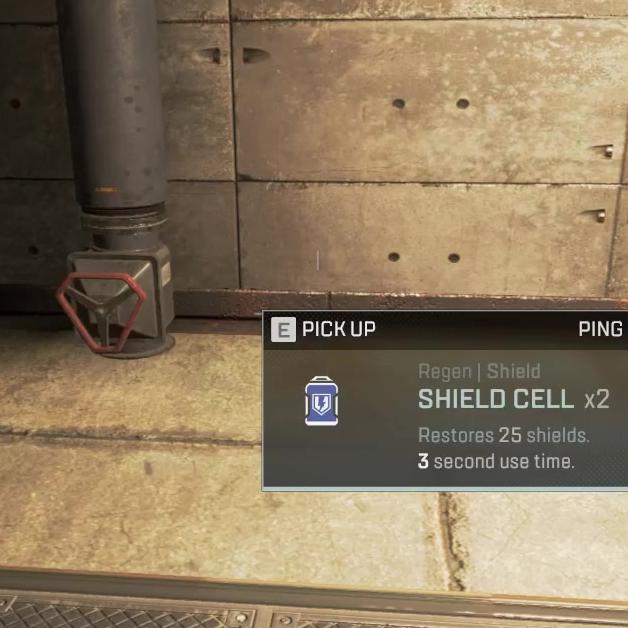 E PICK UP PING
Regen | Shield
SHIELD CELL x2
Restores 25 shields.
3 second use time.